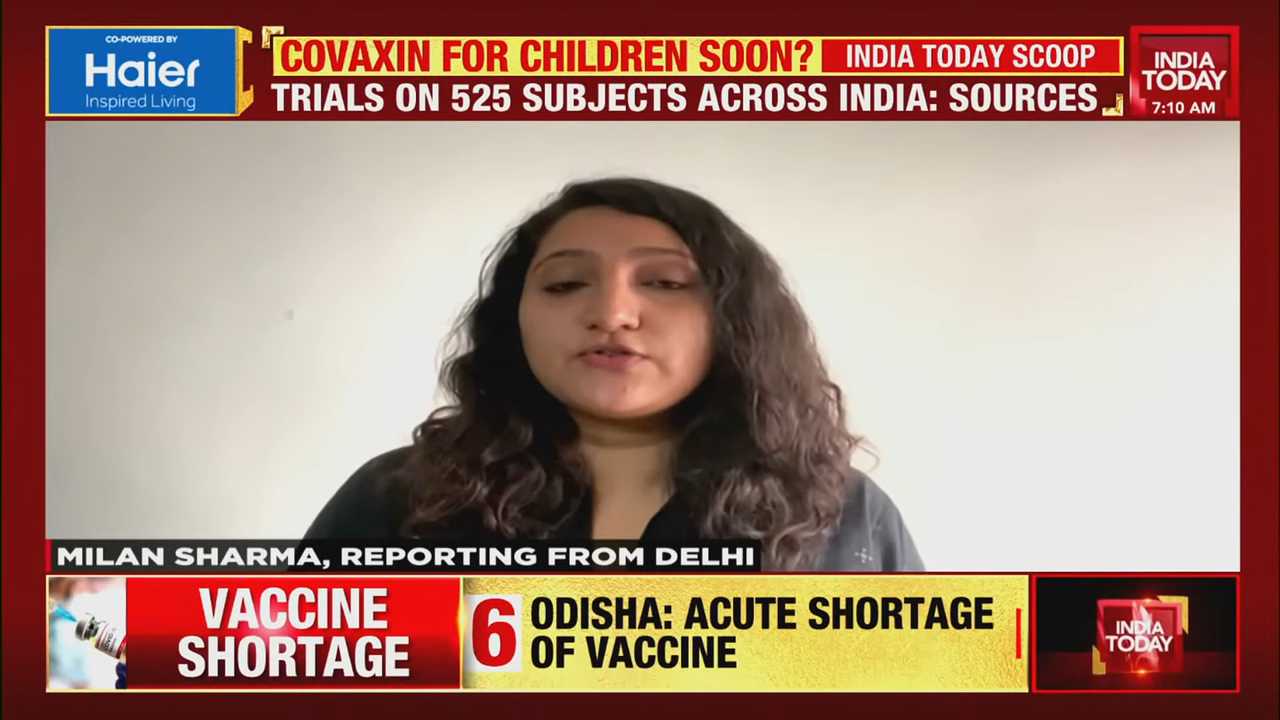 CO-POWERED BY
Haier
Inspired Living
COVAXIN FOR CHILDREN SOON?
INDIA TODAY SCOOP
TRIALS ON 525 SUBJECTS ACROSS INDIA: SOURCES
INDIA
TODAY
7:10 AM
MILAN SHARMA, REPORTING FROM DELHI
VACCINE
SHORTAGE
6
ODISHA: ACUTE SHORTAGE
OF VACCINE
INDIA
TODAY